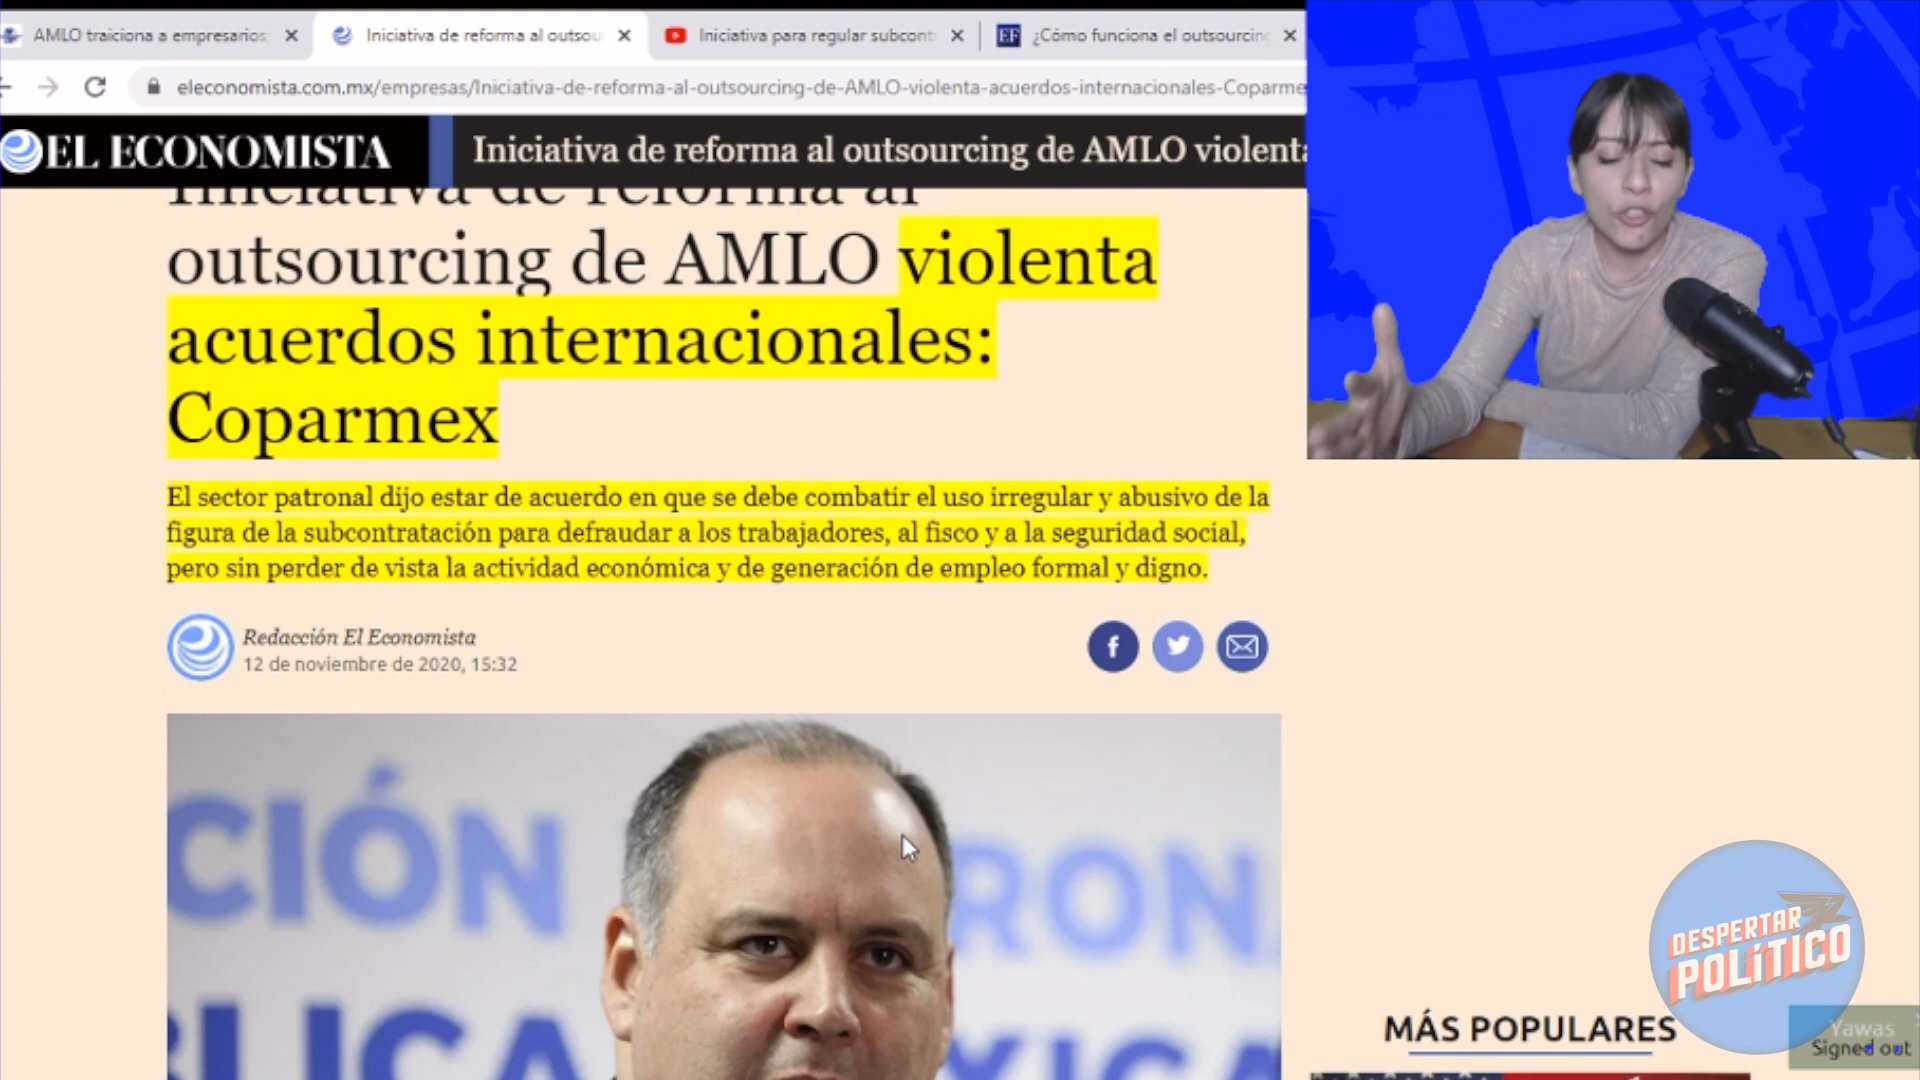 AMLO traiciona a empresarios
Iniciativa de reforma al outsou
Iniciativa para regular subcont
EF
¿Cómo funciona el outsourcing
eleconomista.com.mx/empresas/Iniciativa-de-reforma-al-outsourcing-de-AMLO-violenta-acuerdos-internacionales-Coparme
EL ECONOMISTA
Iniciativa de reforma al outsourcing de AMLO violenta
Iniciativa de reforma al
outsourcing de AMLO violenta
acuerdos internacionales:
Coparmex
El sector patronal dijo estar de acuerdo en que se debe combatir el uso irregular y abusivo de la
figura de la subcontratación para defraudar a los trabajadores, al fisco y a la seguridad social,
pero sin perder de vista la actividad económica y de generación de empleo formal y digno.
Redacción El Economista
12 de noviembre de 2020, 15:32
CIÓN
RON
BLICA
XICA
DESPERTAR
POLÍTICO
MÁS POPULARES
Yawas
Signed out